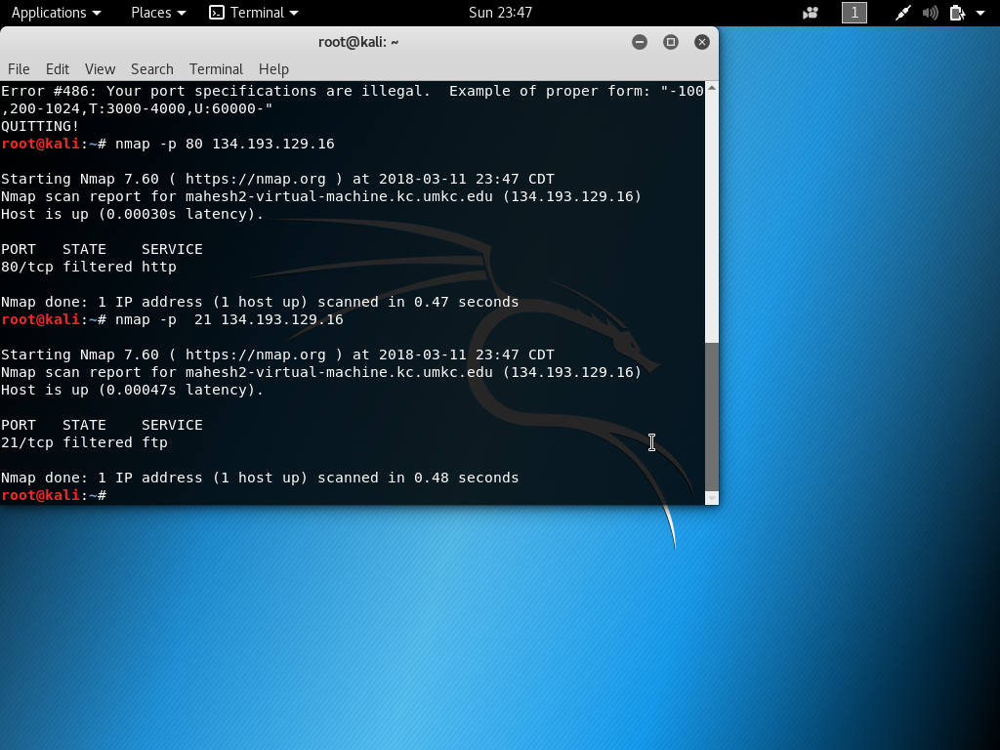 Applications Places Terminal Sun 23:47 1
root@kali: ~
File Edit View Search Terminal Help
Error #486: Your port specifications are illegal.  Example of proper form: "-100
,200-1024,T:3000-4000,U:60000-"
QUITTING!
root@kali:~# nmap -p 80 134.193.129.16
Starting Nmap 7.60 ( https://nmap.org ) at 2018-03-11 23:47 CDT
Nmap scan report for mahesh2-virtual-machine.kc.umkc.edu (134.193.129.16)
Host is up (0.00030s latency).
PORT   STATE    SERVICE
80/tcp filtered http
Nmap done: 1 IP address (1 host up) scanned in 0.47 seconds
root@kali:~# nmap -p  21 134.193.129.16
Starting Nmap 7.60 ( https://nmap.org ) at 2018-03-11 23:47 CDT
Nmap scan report for mahesh2-virtual-machine.kc.umkc.edu (134.193.129.16)
Host is up (0.00047s latency).
PORT   STATE    SERVICE
21/tcp filtered ftp
Nmap done: 1 IP address (1 host up) scanned in 0.48 seconds
root@kali:~#